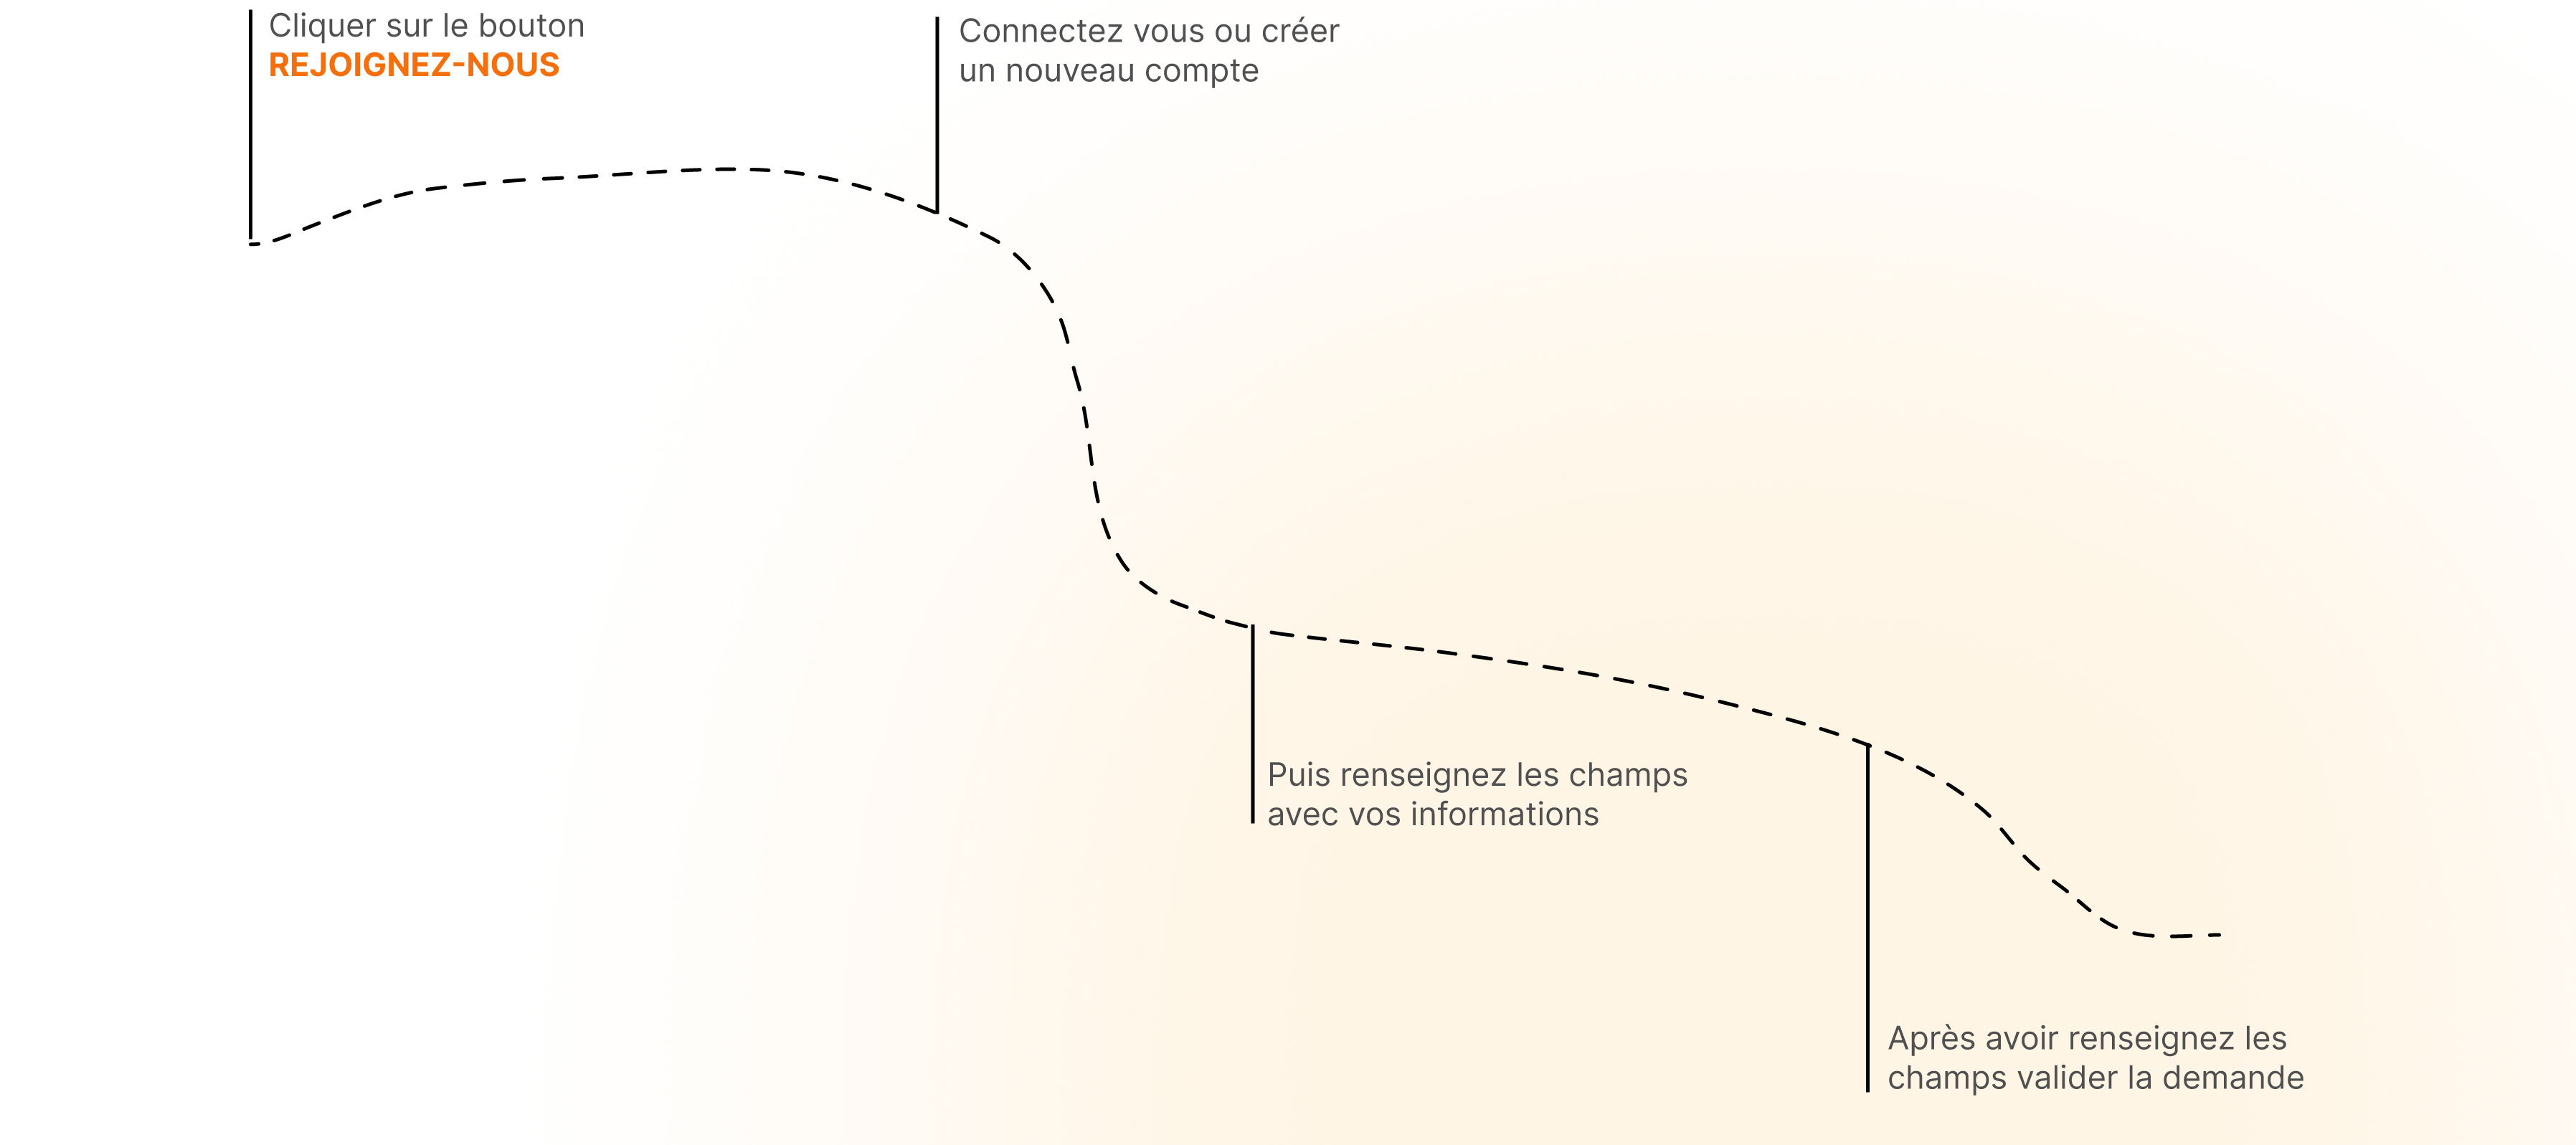 Cliquer sur le bouton
REJOIGNEZ-NOUS
Connectez vous ou créer
un nouveau compte
Puis renseignez les champs
avec vos informations
Après avoir renseignez les
champs valider la demande